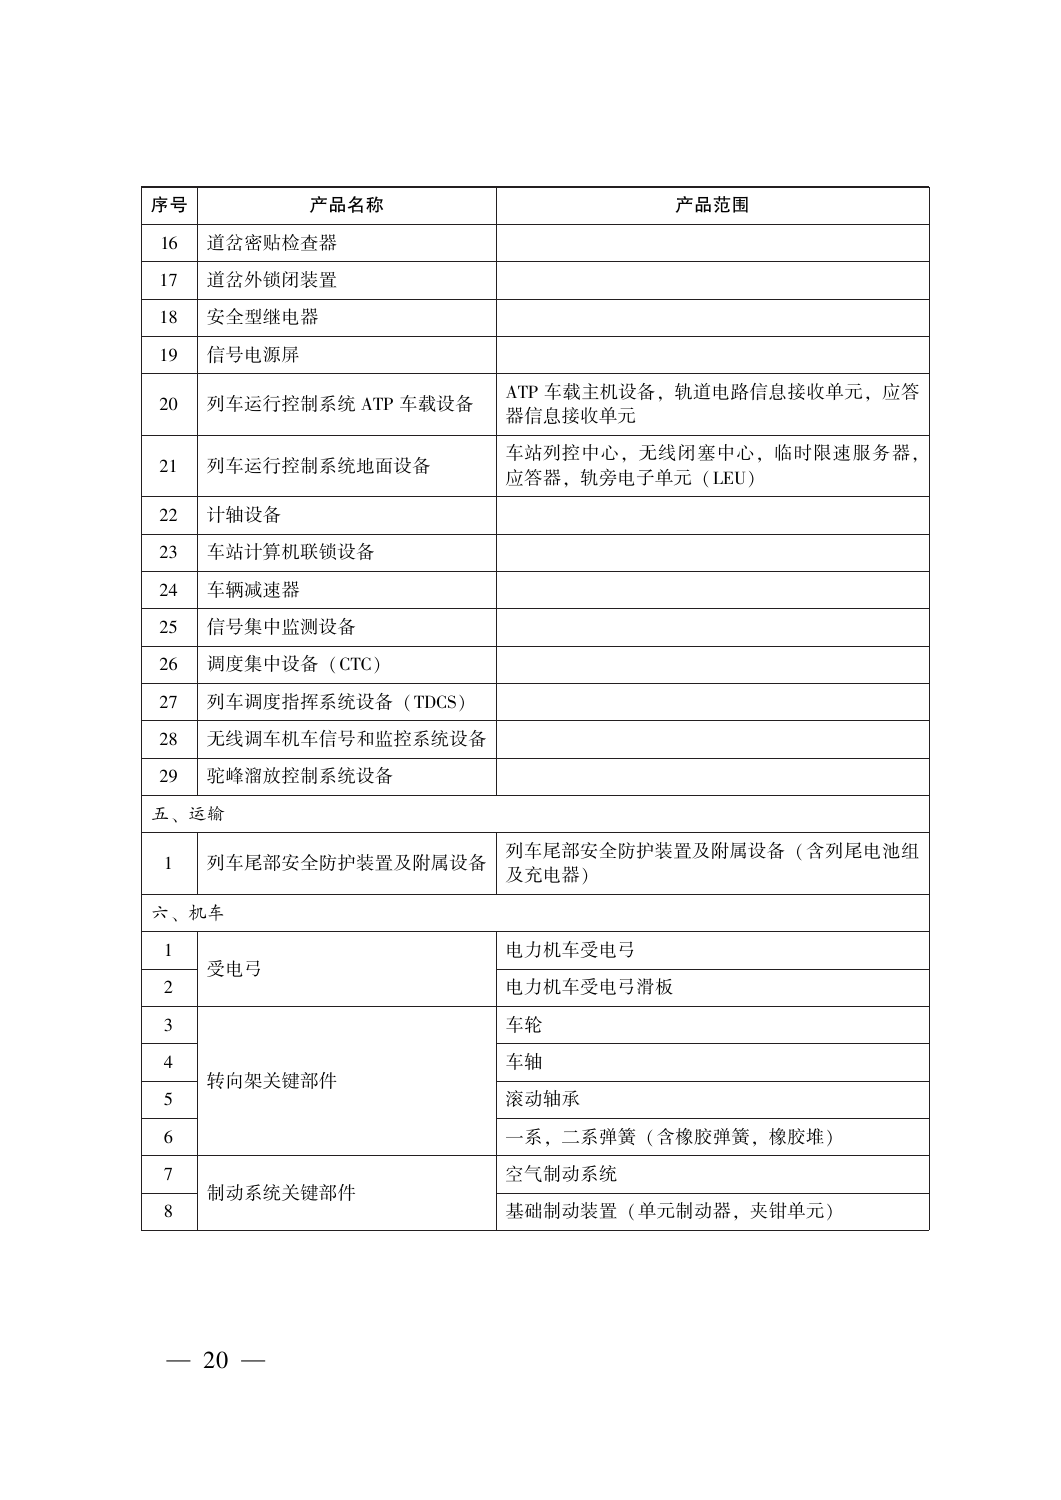 序号 产品名称 产品范围
16 道岔密贴检查器
17 道岔外锁闭装置
18 安全型继电器
19 信号电源屏
20 列车运行控制系统 ATP 车载设备 ATP 车载主机设备，轨道电路信息接收单元，应答
器信息接收单元
21 列车运行控制系统地面设备 车站列控中心，无线闭塞中心，临时限速服务器，
应答器，轨旁电子单元（LEU）
22 计轴设备
23 车站计算机联锁设备
24 车辆减速器
25 信号集中监测设备
26 调度集中设备（CTC）
27 列车调度指挥系统设备（TDCS）
28 无线调车机车信号和监控系统设备
29 驼峰溜放控制系统设备
五、运输
1 列车尾部安全防护装置及附属设备 列车尾部安全防护装置及附属设备（含列尾电池组
及充电器）
六、机车
1 受电弓 电力机车受电弓
2 电力机车受电弓滑板
3 转向架关键部件 车轮
4 车轴
5 滚动轴承
6 一系，二系弹簧（含橡胶弹簧，橡胶堆）
7 制动系统关键部件 空气制动系统
8 基础制动装置（单元制动器，夹钳单元）
— 20 —